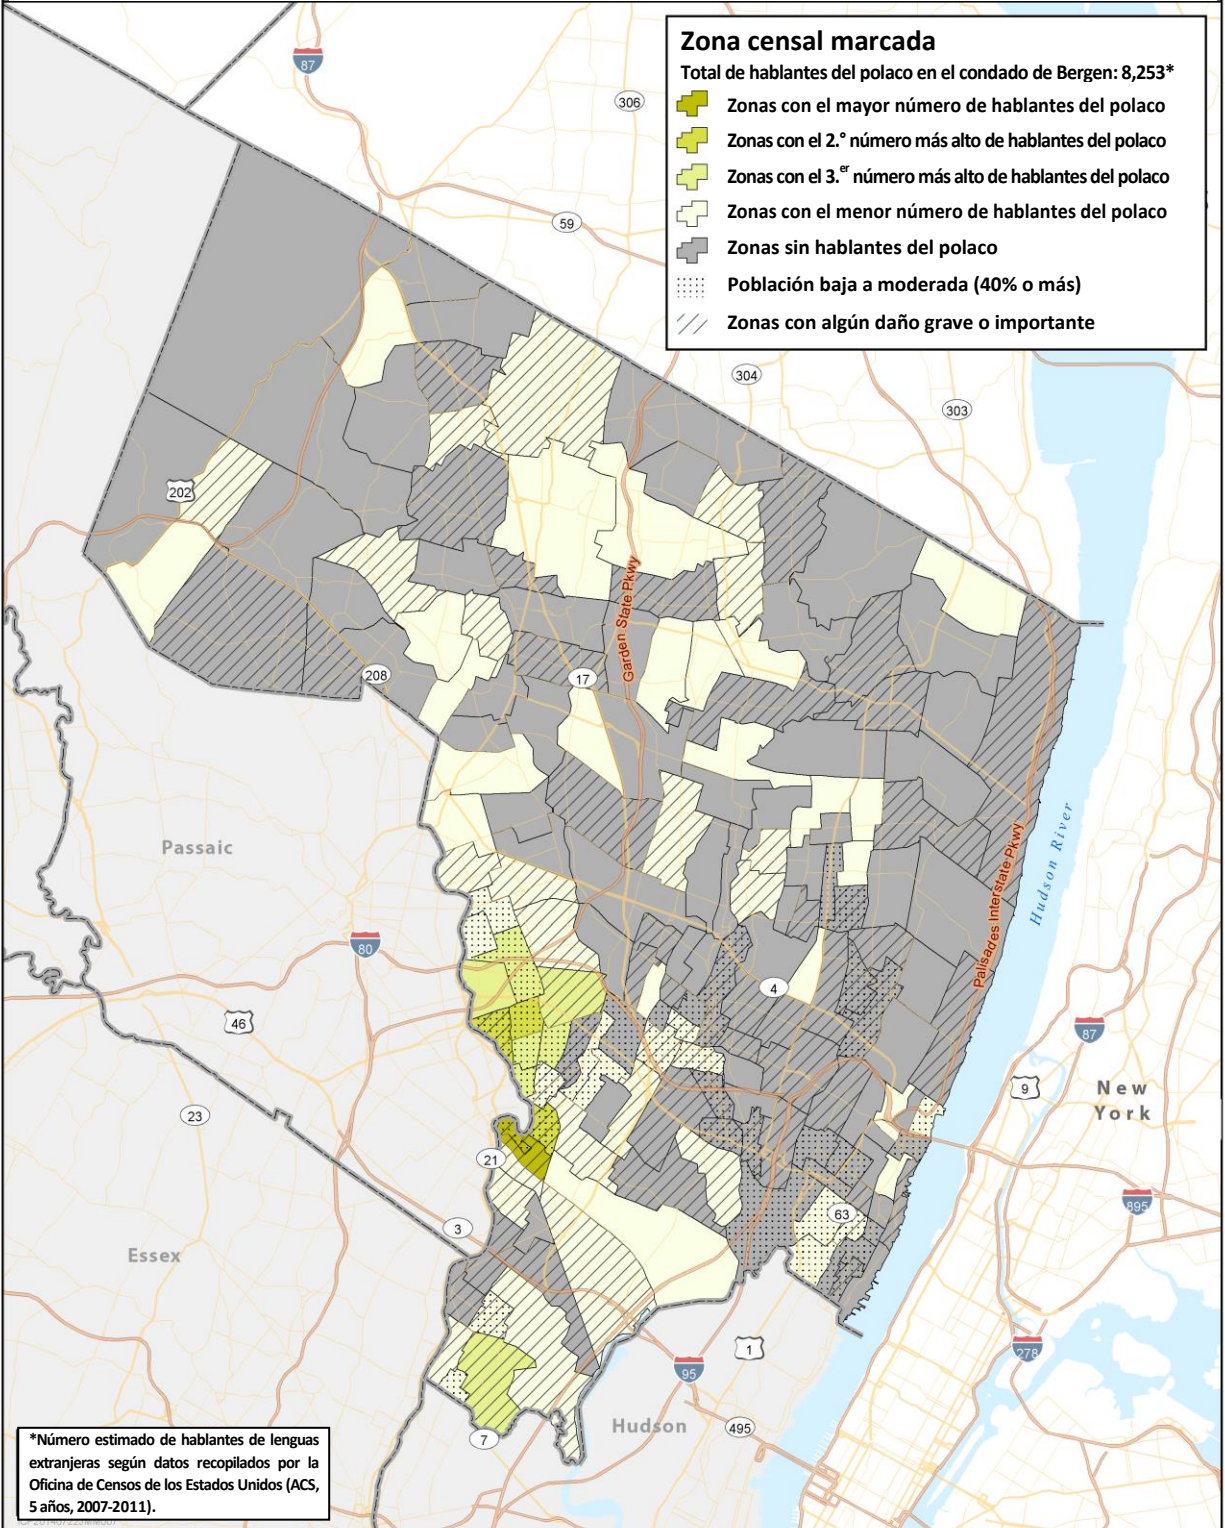 Zona censal marcada
Total de hablantes del polaco en el condado de Bergen: 8,253*
Zonas con el mayor número de hablantes del polaco
Zonas con el 2.° número más alto de hablantes del polaco
Zonas con el 3.er número más alto de hablantes del polaco
Zonas con el menor número de hablantes del polaco
Zonas sin hablantes del polaco
Población baja a moderada (40% o más)
Zonas con algún daño grave o importante
87
306
59
304
303
202
Garden State Pkwy
208
17
Passaic
Hudson River
Palisades Interstate Pkwy
80
4
46
87
9
New
York
23
21
63
895
3
Essex
1
278
95
Hudson
495
7
*Número estimado de hablantes de lenguas
extranjeras según datos recopilados por la
Oficina de Censos de los Estados Unidos (ACS,
5 años, 2007-2011).